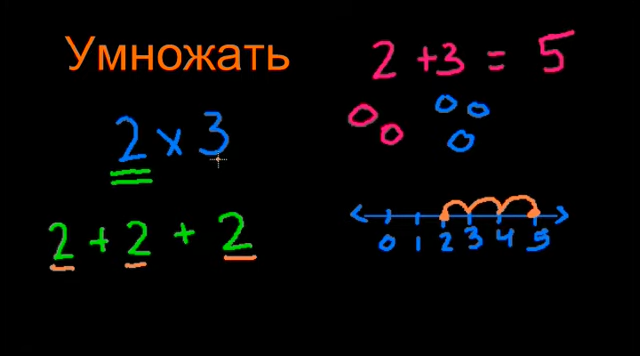 Умножать
2 x 3
2 + 2 + 2
2 + 3 = 5
0 1 2 3 4 5